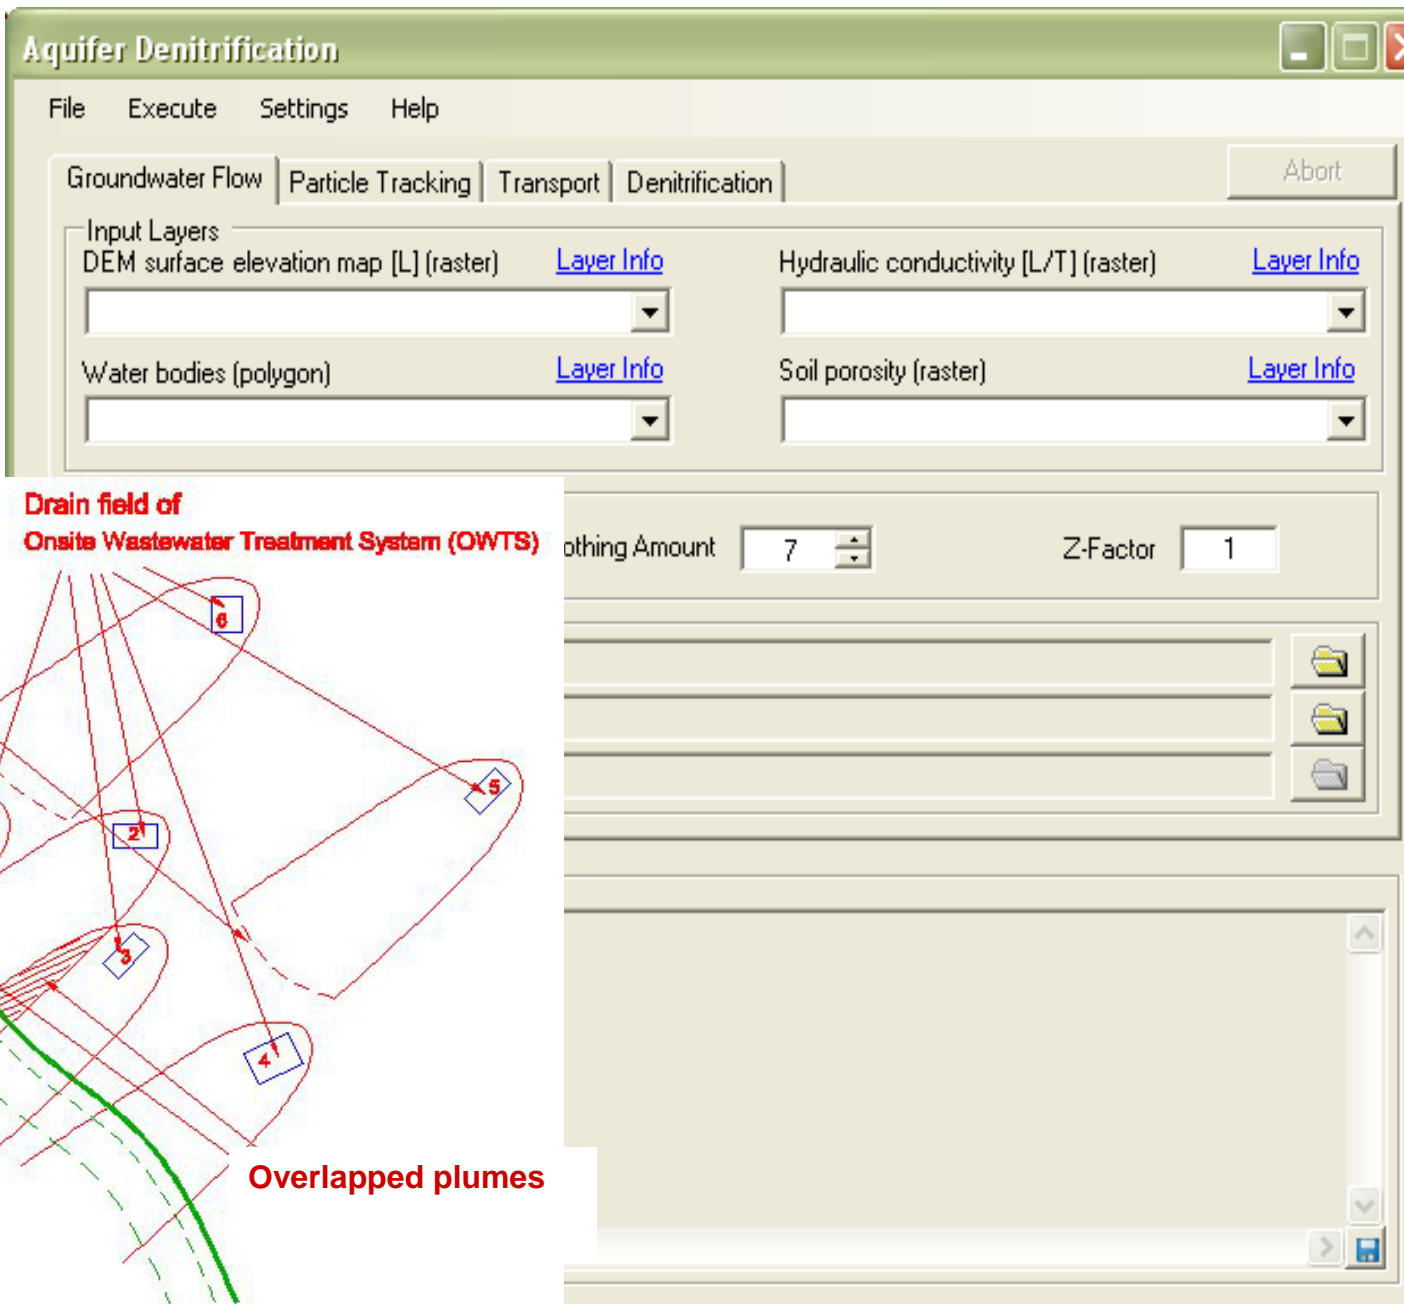 Aquifer Denitrification
File Execute Settings Help
Groundwater Flow Particle Tracking Transport Denitrification Abort
Input Layers
DEM surface elevation map [L] (raster) Layer Info Hydraulic conductivity [L/T] (raster) Layer Info
Water bodies (polygon) Layer Info Soil porosity (raster) Layer Info
Drain field of
Onsite Wastewater Treatment System (OWTS)
othing Amount 7 Z-Factor 1
6
5
2
3
4
Overlapped plumes